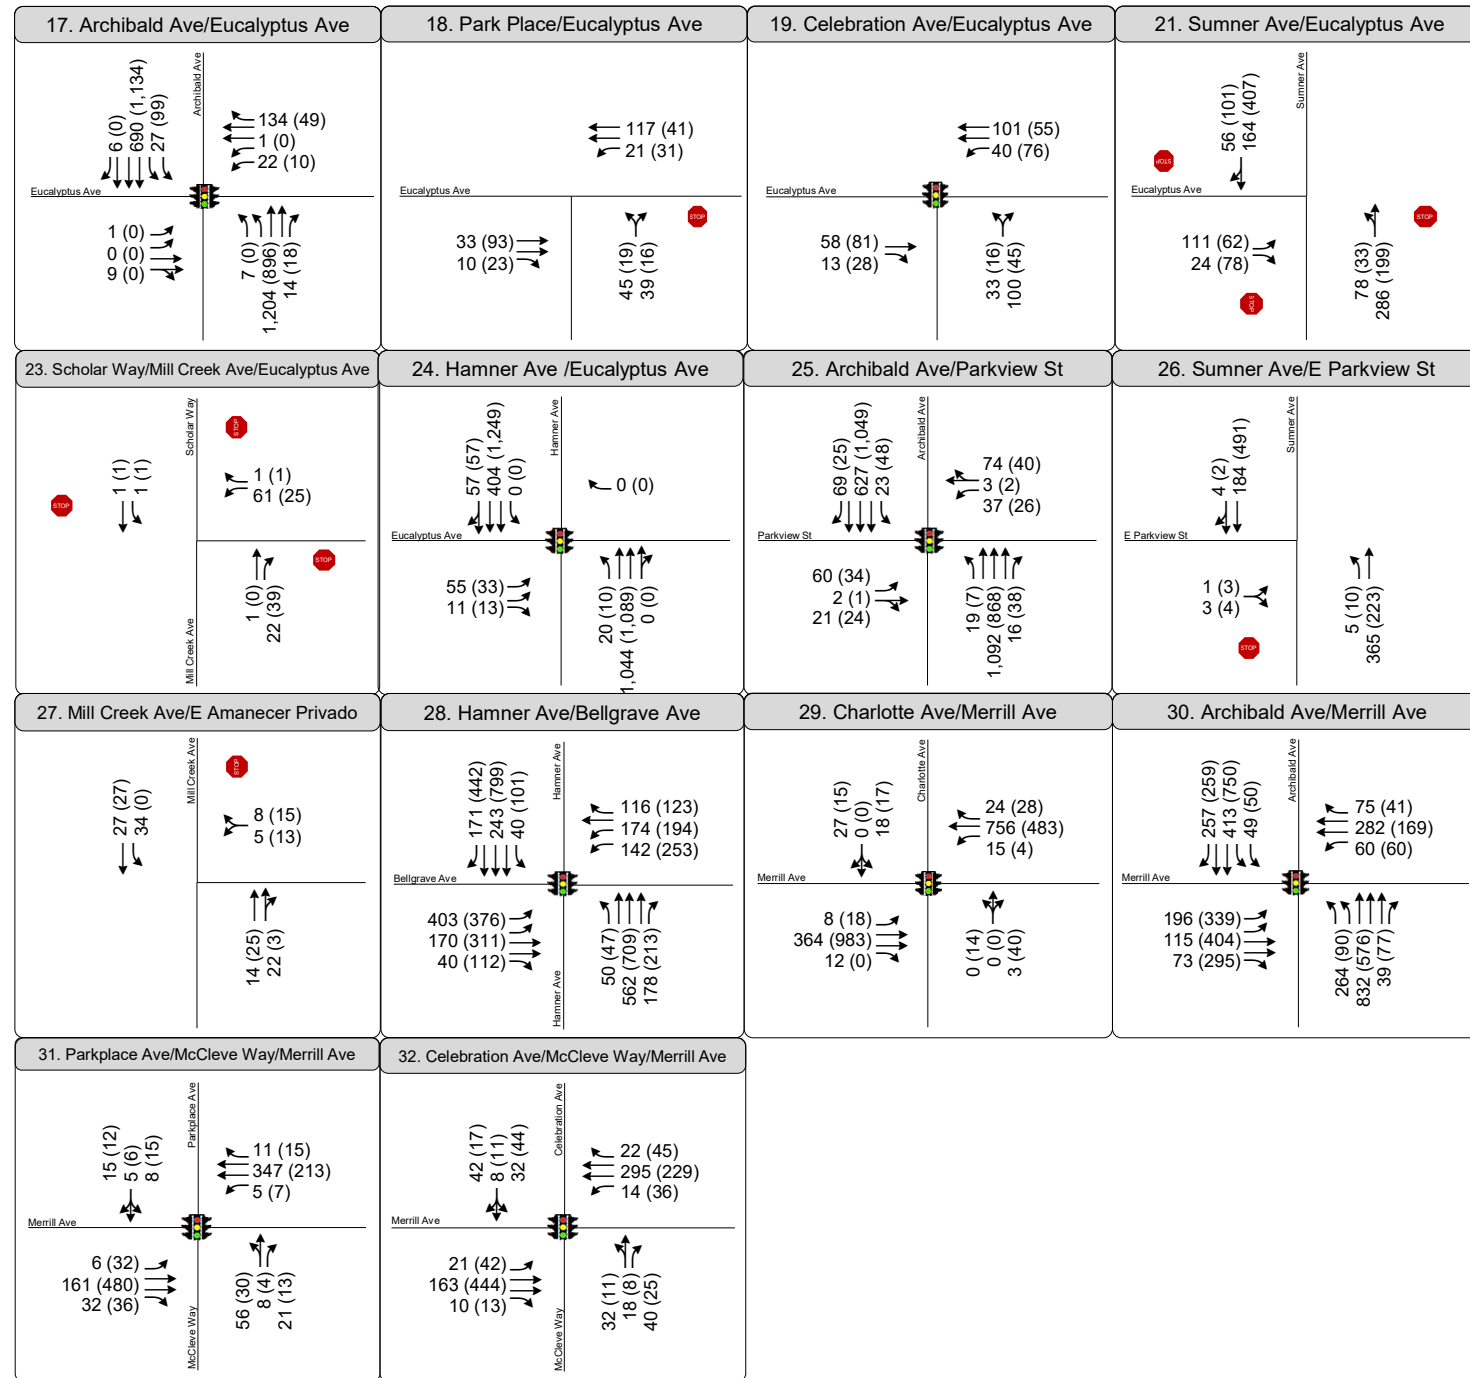 17. Archibald Ave/Eucalyptus Ave
Archibald Ave
6 (0)
690 (1,134)
27 (99)
134 (49)
1 (0)
22 (10)
Eucalyptus Ave
1 (0)
0 (0)
9 (0)
7 (0)
1,204 (896)
14 (18)
18. Park Place/Eucalyptus Ave
117 (41)
21 (31)
Eucalyptus Ave
33 (93)
10 (23)
45 (19)
39 (16)
STOP
19. Celebration Ave/Eucalyptus Ave
101 (55)
40 (76)
Eucalyptus Ave
58 (81)
13 (28)
33 (16)
100 (45)
21. Sumner Ave/Eucalyptus Ave
Sumner Ave
56 (101)
164 (407)
STOP
Eucalyptus Ave
STOP
111 (62)
24 (78)
STOP
78 (33)
286 (199)
23. Scholar Way/Mill Creek Ave/Eucalyptus Ave
Scholar Way
STOP
1 (1)
1 (1)
STOP
1 (1)
61 (25)
STOP
1 (0)
22 (39)
Mill Creek Ave
24. Hamner Ave /Eucalyptus Ave
Hamner Ave
57 (57)
404 (1,249)
0 (0)
0 (0)
Eucalyptus Ave
55 (33)
11 (13)
20 (10)
1,044 (1,089)
0 (0)
25. Archibald Ave/Parkview St
Archibald Ave
69 (25)
627 (1,049)
23 (48)
74 (40)
3 (2)
37 (26)
Parkview St
60 (34)
2 (1)
21 (24)
19 (7)
1,092 (868)
16 (38)
26. Sumner Ave/E Parkview St
Sumner Ave
4 (2)
184 (491)
E Parkview St
1 (3)
3 (4)
STOP
5 (10)
365 (223)
27. Mill Creek Ave/E Amanecer Privado
Mill Creek Ave
STOP
27 (27)
34 (0)
8 (15)
5 (13)
14 (25)
22 (3)
28. Hamner Ave/Bellgrave Ave
Hamner Ave
171 (442)
243 (799)
40 (101)
116 (123)
174 (194)
142 (253)
Bellgrave Ave
403 (376)
170 (311)
40 (112)
50 (47)
562 (709)
178 (213)
Hamner Ave
29. Charlotte Ave/Merrill Ave
Charlotte Ave
27 (15)
0 (0)
18 (17)
24 (28)
756 (483)
15 (4)
Merrill Ave
8 (18)
364 (983)
12 (0)
0 (14)
0 (0)
3 (40)
30. Archibald Ave/Merrill Ave
Archibald Ave
257 (259)
413 (750)
49 (50)
75 (41)
282 (169)
60 (60)
Merrill Ave
196 (339)
115 (404)
73 (295)
264 (290)
832 (576)
39 (77)
31. Parkplace Ave/McCleve Way/Merrill Ave
Parkplace Ave
15 (12)
5 (6)
8 (15)
11 (15)
347 (213)
5 (7)
Merrill Ave
6 (32)
161 (480)
32 (36)
56 (30)
8 (4)
21 (13)
McCleve Way
32. Celebration Ave/McCleve Way/Merrill Ave
Celebration Ave
42 (17)
8 (11)
32 (44)
22 (45)
295 (229)
14 (36)
Merrill Ave
21 (42)
163 (444)
10 (13)
32 (11)
18 (8)
40 (25)
McCleve Way